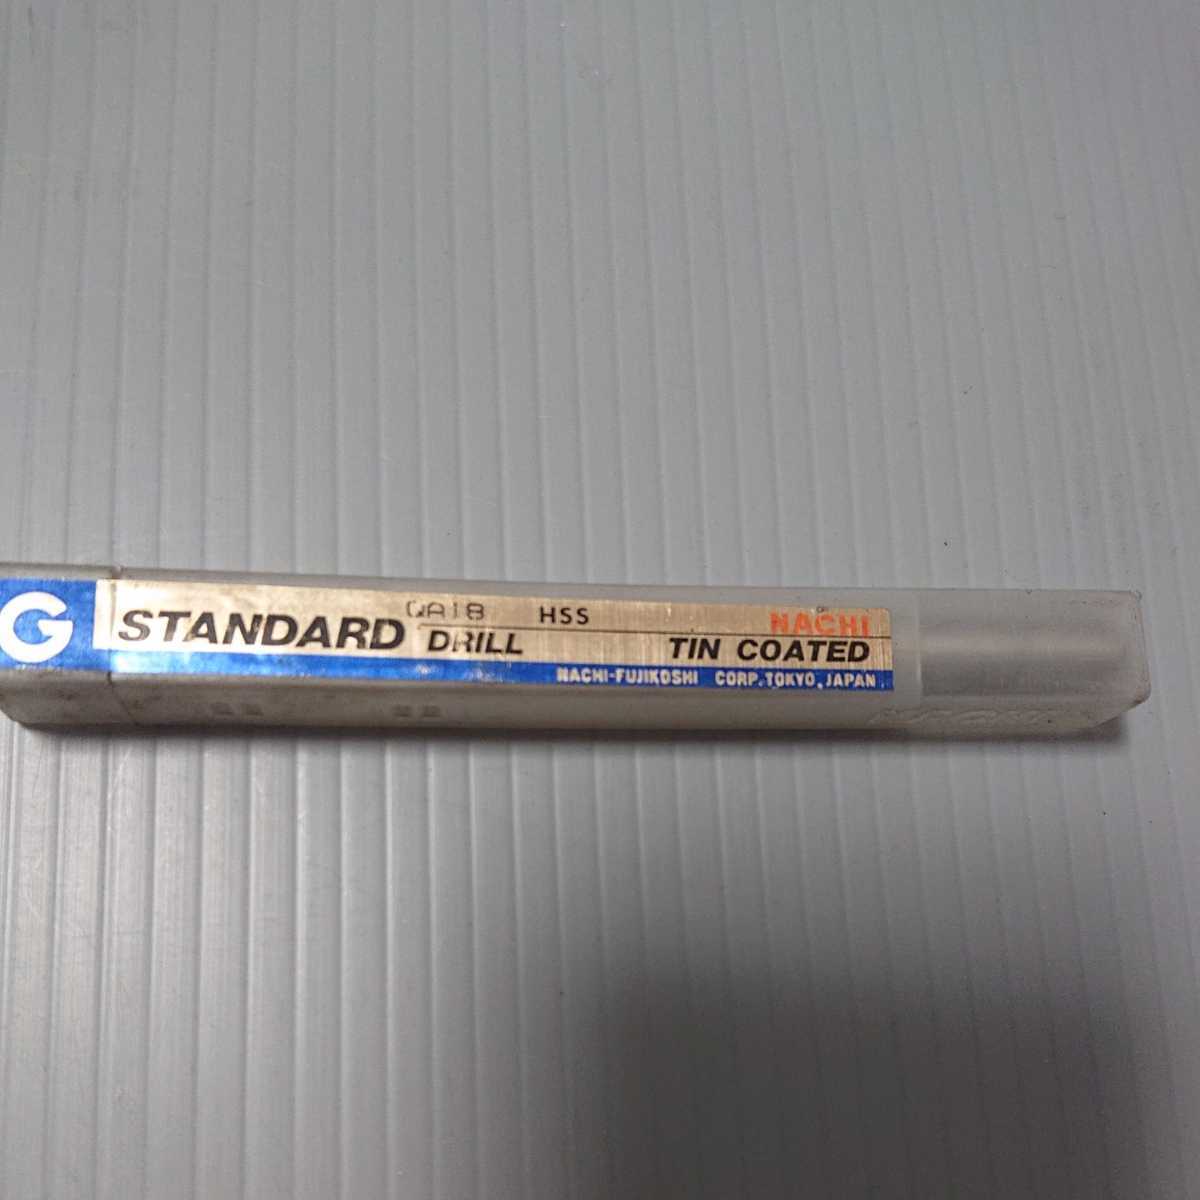 G
QA18 HSS NACHI
STANDARD DRILL TIN COATED
NACHI-FUJIKOSHI CORP. TOKYO, JAPAN